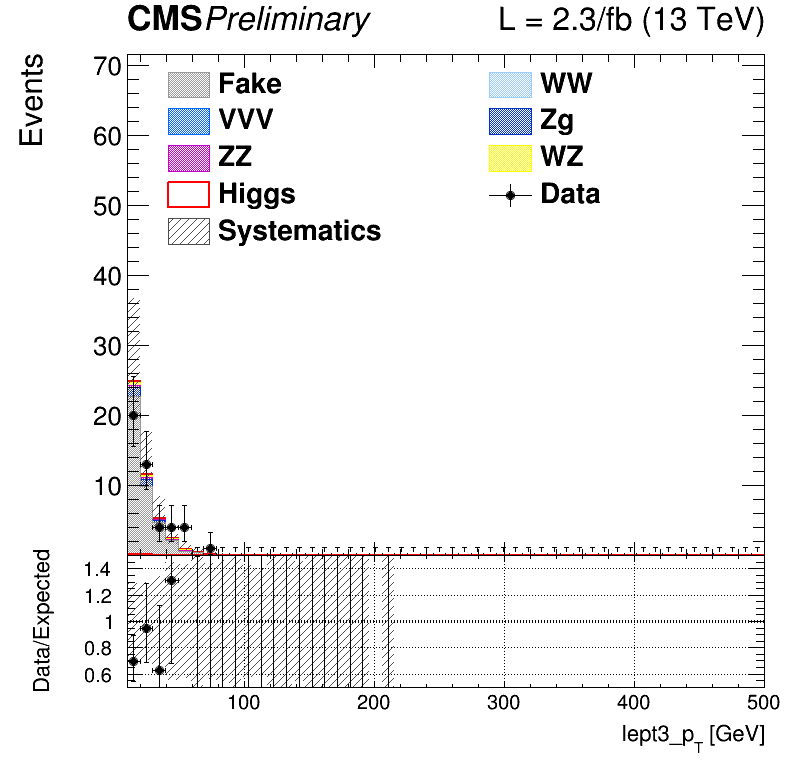 CMS Preliminary L = 2.3/fb (13 TeV)
Events
70
60
50
40
30
20
10
Fake
VVV
ZZ
Higgs
Systematics
WW
Zg
WZ
Data
Data/Expected
1.4
1.2
1
0.8
0.6
100 200 300 400 500
lept3_p_T [GeV]